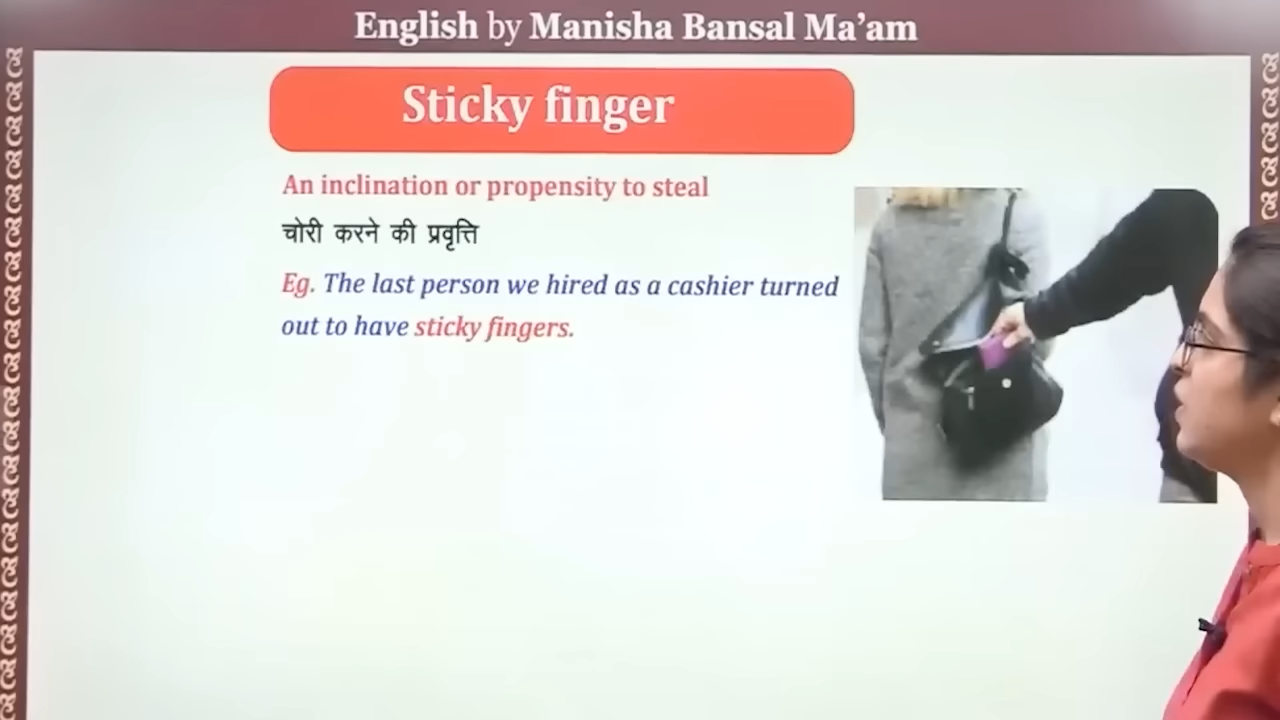 English by Manisha Bansal Ma’am
Sticky finger
An inclination or propensity to steal
चोरी करने की प्रवृत्ति
Eg. The last person we hired as a cashier turned
out to have sticky fingers.